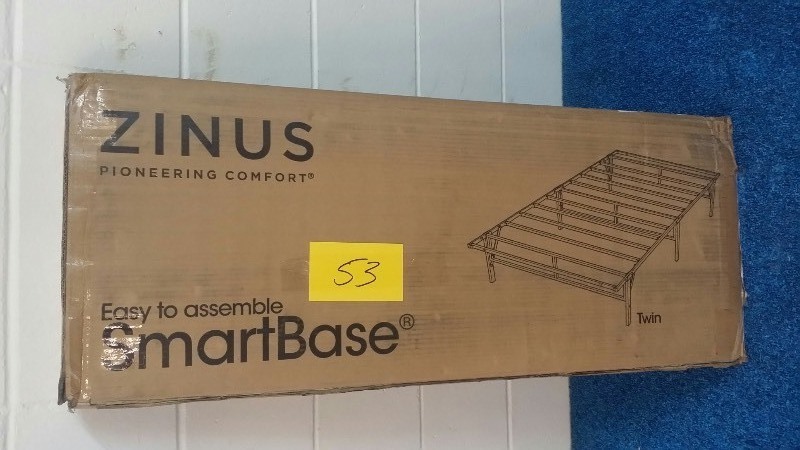 ZINUS
PIONEERING COMFORT®
53
Easy to assemble
SmartBase®
Twin